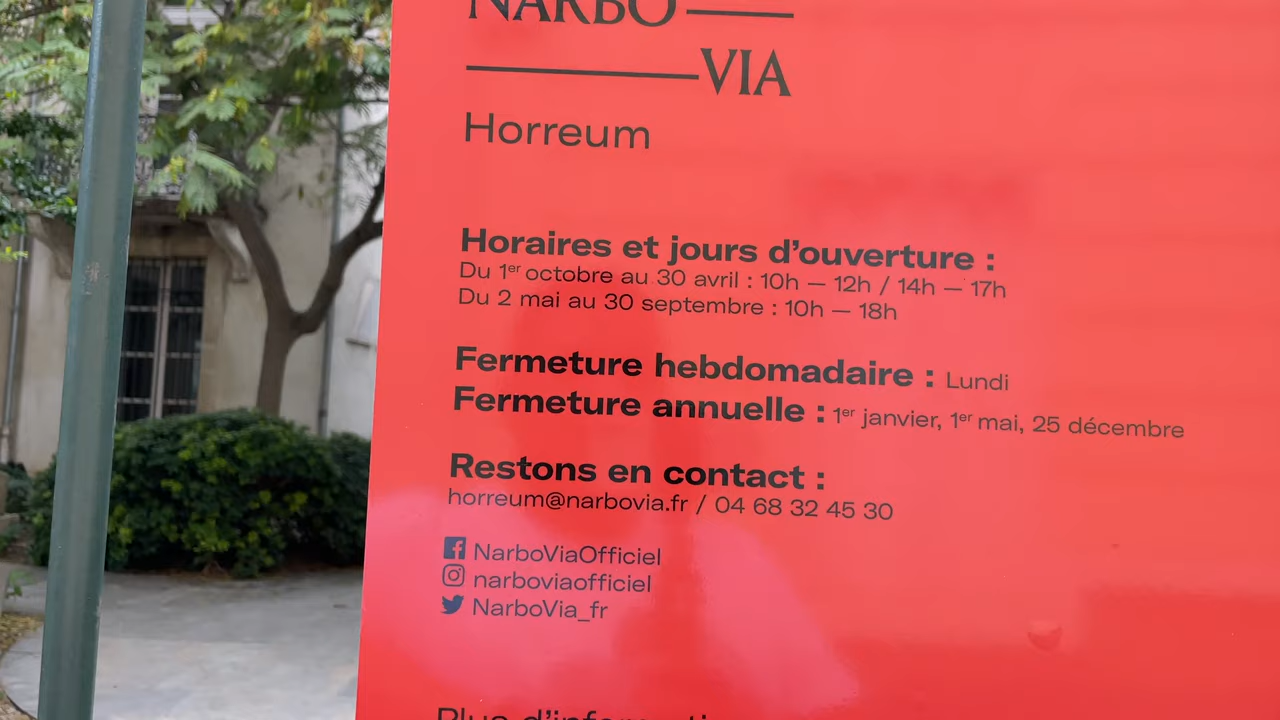 NARBO
VIA
Horreum
Horaires et jours d’ouverture :
Du 1er octobre au 30 avril : 10h — 12h / 14h — 17h
Du 2 mai au 30 septembre : 10h — 18h
Fermeture hebdomadaire : Lundi
Fermeture annuelle : 1er janvier, 1er mai, 25 décembre
Restons en contact :
horreum@narbovia.fr / 04 68 32 45 30
NarboViaOfficiel
narboviaofficiel
NarboVia_fr
Plus d’informati